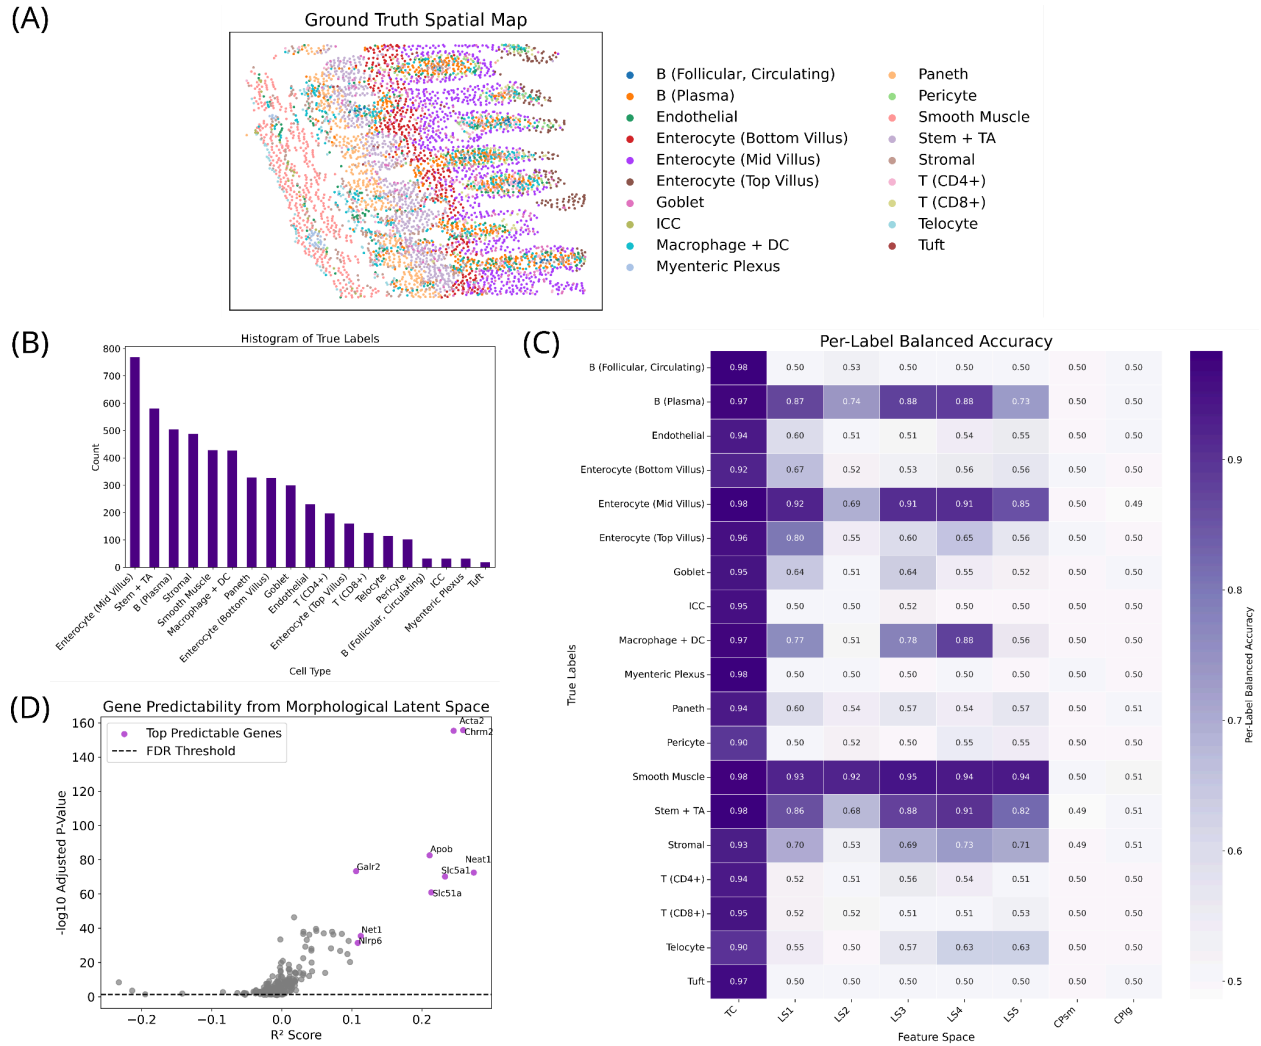 (A)
Ground Truth Spatial Map
B (Follicular, Circulating)
B (Plasma)
Endothelial
Enterocyte (Bottom Villus)
Enterocyte (Mid Villus)
Enterocyte (Top Villus)
Goblet
ICC
Macrophage + DC
Myenteric Plexus
Paneth
Pericyte
Smooth Muscle
Stem + TA
Stromal
T (CD4+)
T (CD8+)
Telocyte
Tuft
(B)
Histogram of True Labels
Count
800
700
600
500
400
300
200
100
0
Enterocyte (Mid Villus)
Stem + TA
B (Plasma)
Stromal
Smooth Muscle
Macrophage + DC
Paneth
Enterocyte (Bottom Villus)
Goblet
Endothelial
T (CD4+)
Enterocyte (Top Villus)
T (CD8+)
Telocyte
Pericyte
B (Follicular, Circulating)
ICC
Myenteric Plexus
Tuft
Cell Type
(C)
Per-Label Balanced Accuracy
True Labels
B (Follicular, Circulating) 0.98 0.50 0.53 0.50 0.50 0.50 0.50 0.50
B (Plasma) 0.97 0.87 0.74 0.88 0.88 0.73 0.50 0.50
Endothelial 0.94 0.60 0.51 0.51 0.54 0.55 0.50 0.50
Enterocyte (Bottom Villus) 0.92 0.67 0.52 0.53 0.56 0.56 0.50 0.50
Enterocyte (Mid Villus) 0.98 0.92 0.69 0.91 0.91 0.85 0.50 0.49
Enterocyte (Top Villus) 0.96 0.80 0.55 0.60 0.65 0.56 0.50 0.50
Goblet 0.95 0.64 0.51 0.64 0.55 0.52 0.50 0.50
ICC 0.95 0.50 0.50 0.52 0.50 0.50 0.50 0.50
Macrophage + DC 0.97 0.77 0.51 0.78 0.88 0.56 0.50 0.50
Myenteric Plexus 0.98 0.50 0.50 0.50 0.50 0.50 0.50 0.50
Paneth 0.94 0.60 0.54 0.57 0.54 0.57 0.50 0.51
Pericyte 0.90 0.50 0.52 0.50 0.55 0.55 0.50 0.50
Smooth Muscle 0.98 0.93 0.92 0.95 0.94 0.94 0.50 0.51
Stem + TA 0.98 0.86 0.68 0.88 0.91 0.82 0.49 0.51
Stromal 0.93 0.70 0.53 0.69 0.73 0.71 0.49 0.51
T (CD4+) 0.94 0.52 0.51 0.56 0.54 0.51 0.50 0.50
T (CD8+) 0.95 0.52 0.52 0.51 0.51 0.53 0.50 0.50
Telocyte 0.90 0.55 0.50 0.57 0.63 0.63 0.50 0.50
Tuft 0.97 0.50 0.50 0.50 0.50 0.50 0.50 0.50
TC LS1 LS2 LS3 LS4 LS5 CPsm CPlg
Feature Space
0.9
0.8
0.7
0.6
0.5
Per-Label Balanced Accuracy
(D)
Gene Predictability from Morphological Latent Space
Top Predictable Genes
FDR Threshold
-log10 Adjusted P-Value
160
140
120
100
80
60
40
20
0
Acta2
Chrm2
Apob
Neat1
Galr2
Slc5a1
Slc51a
Net1
Nlrp6
−0.2 −0.1 0.0 0.1 0.2
R² Score